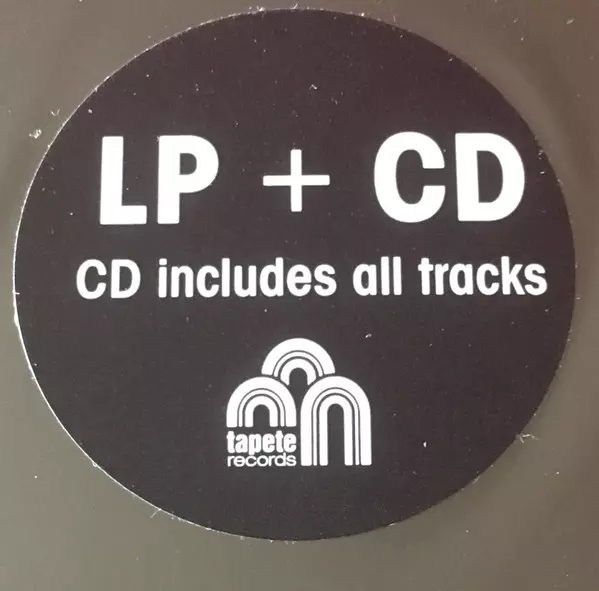 LP + CD
CD includes all tracks
tapete
records